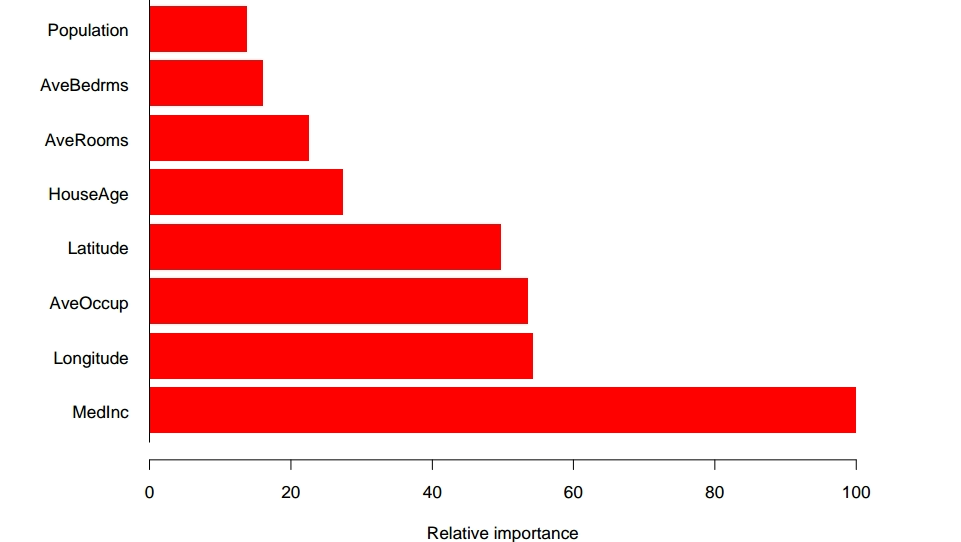 Population
AveBedrms
AveRooms
HouseAge
Latitude
AveOccup
Longitude
MedInc
0 20 40 60 80 100
Relative importance